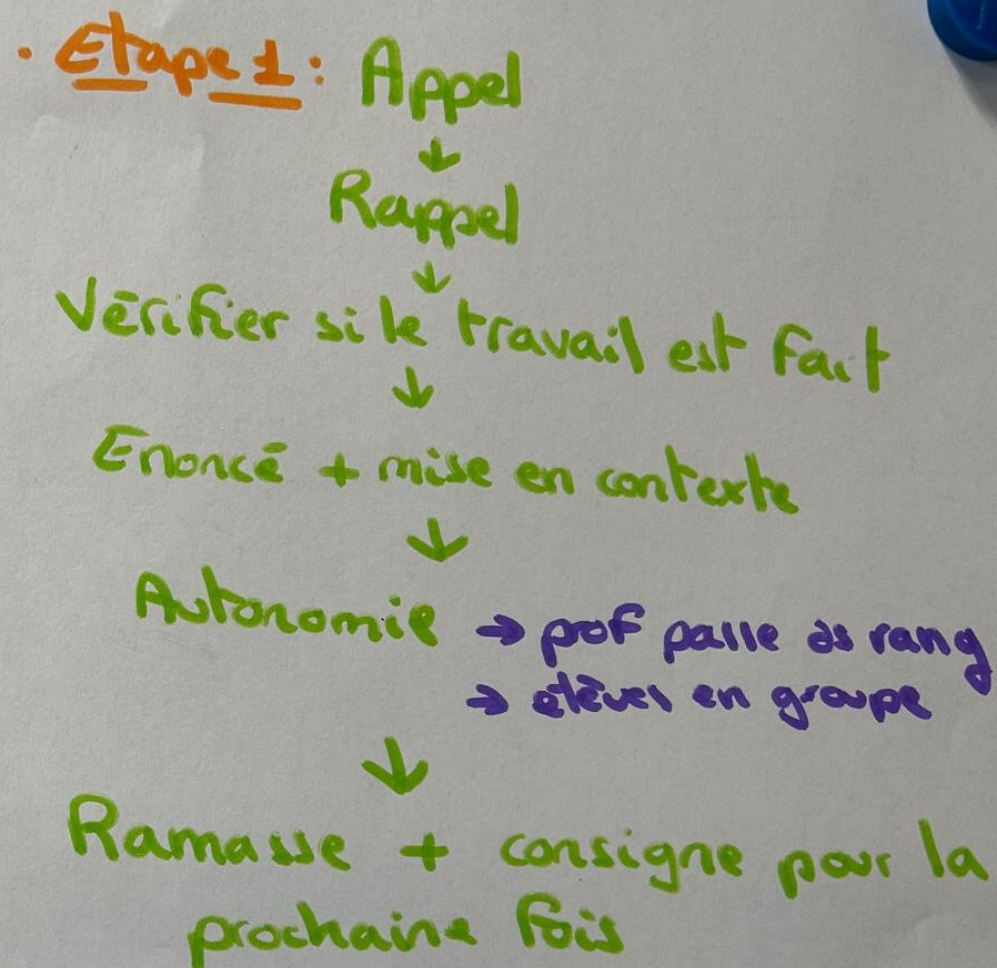 . Etape 1 : Appel
↓
Rappel
↓
Vérifier si le travail est fait
↓
Enoncé + mise en contexte
↓
Autonomie → prof passe ds rang
→ élèves en groupe
↓
Ramasse + consigne pour la
prochaine fois